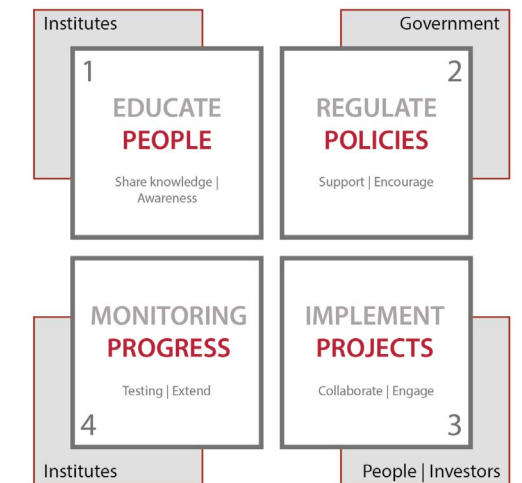 Institutes
Government
1
EDUCATE
PEOPLE
Share knowledge |
Awareness
2
REGULATE
POLICIES
Support | Encourage
MONITORING
PROGRESS
Testing | Extend
4
IMPLEMENT
PROJECTS
Collaborate | Engage
3
Institutes
People | Investors